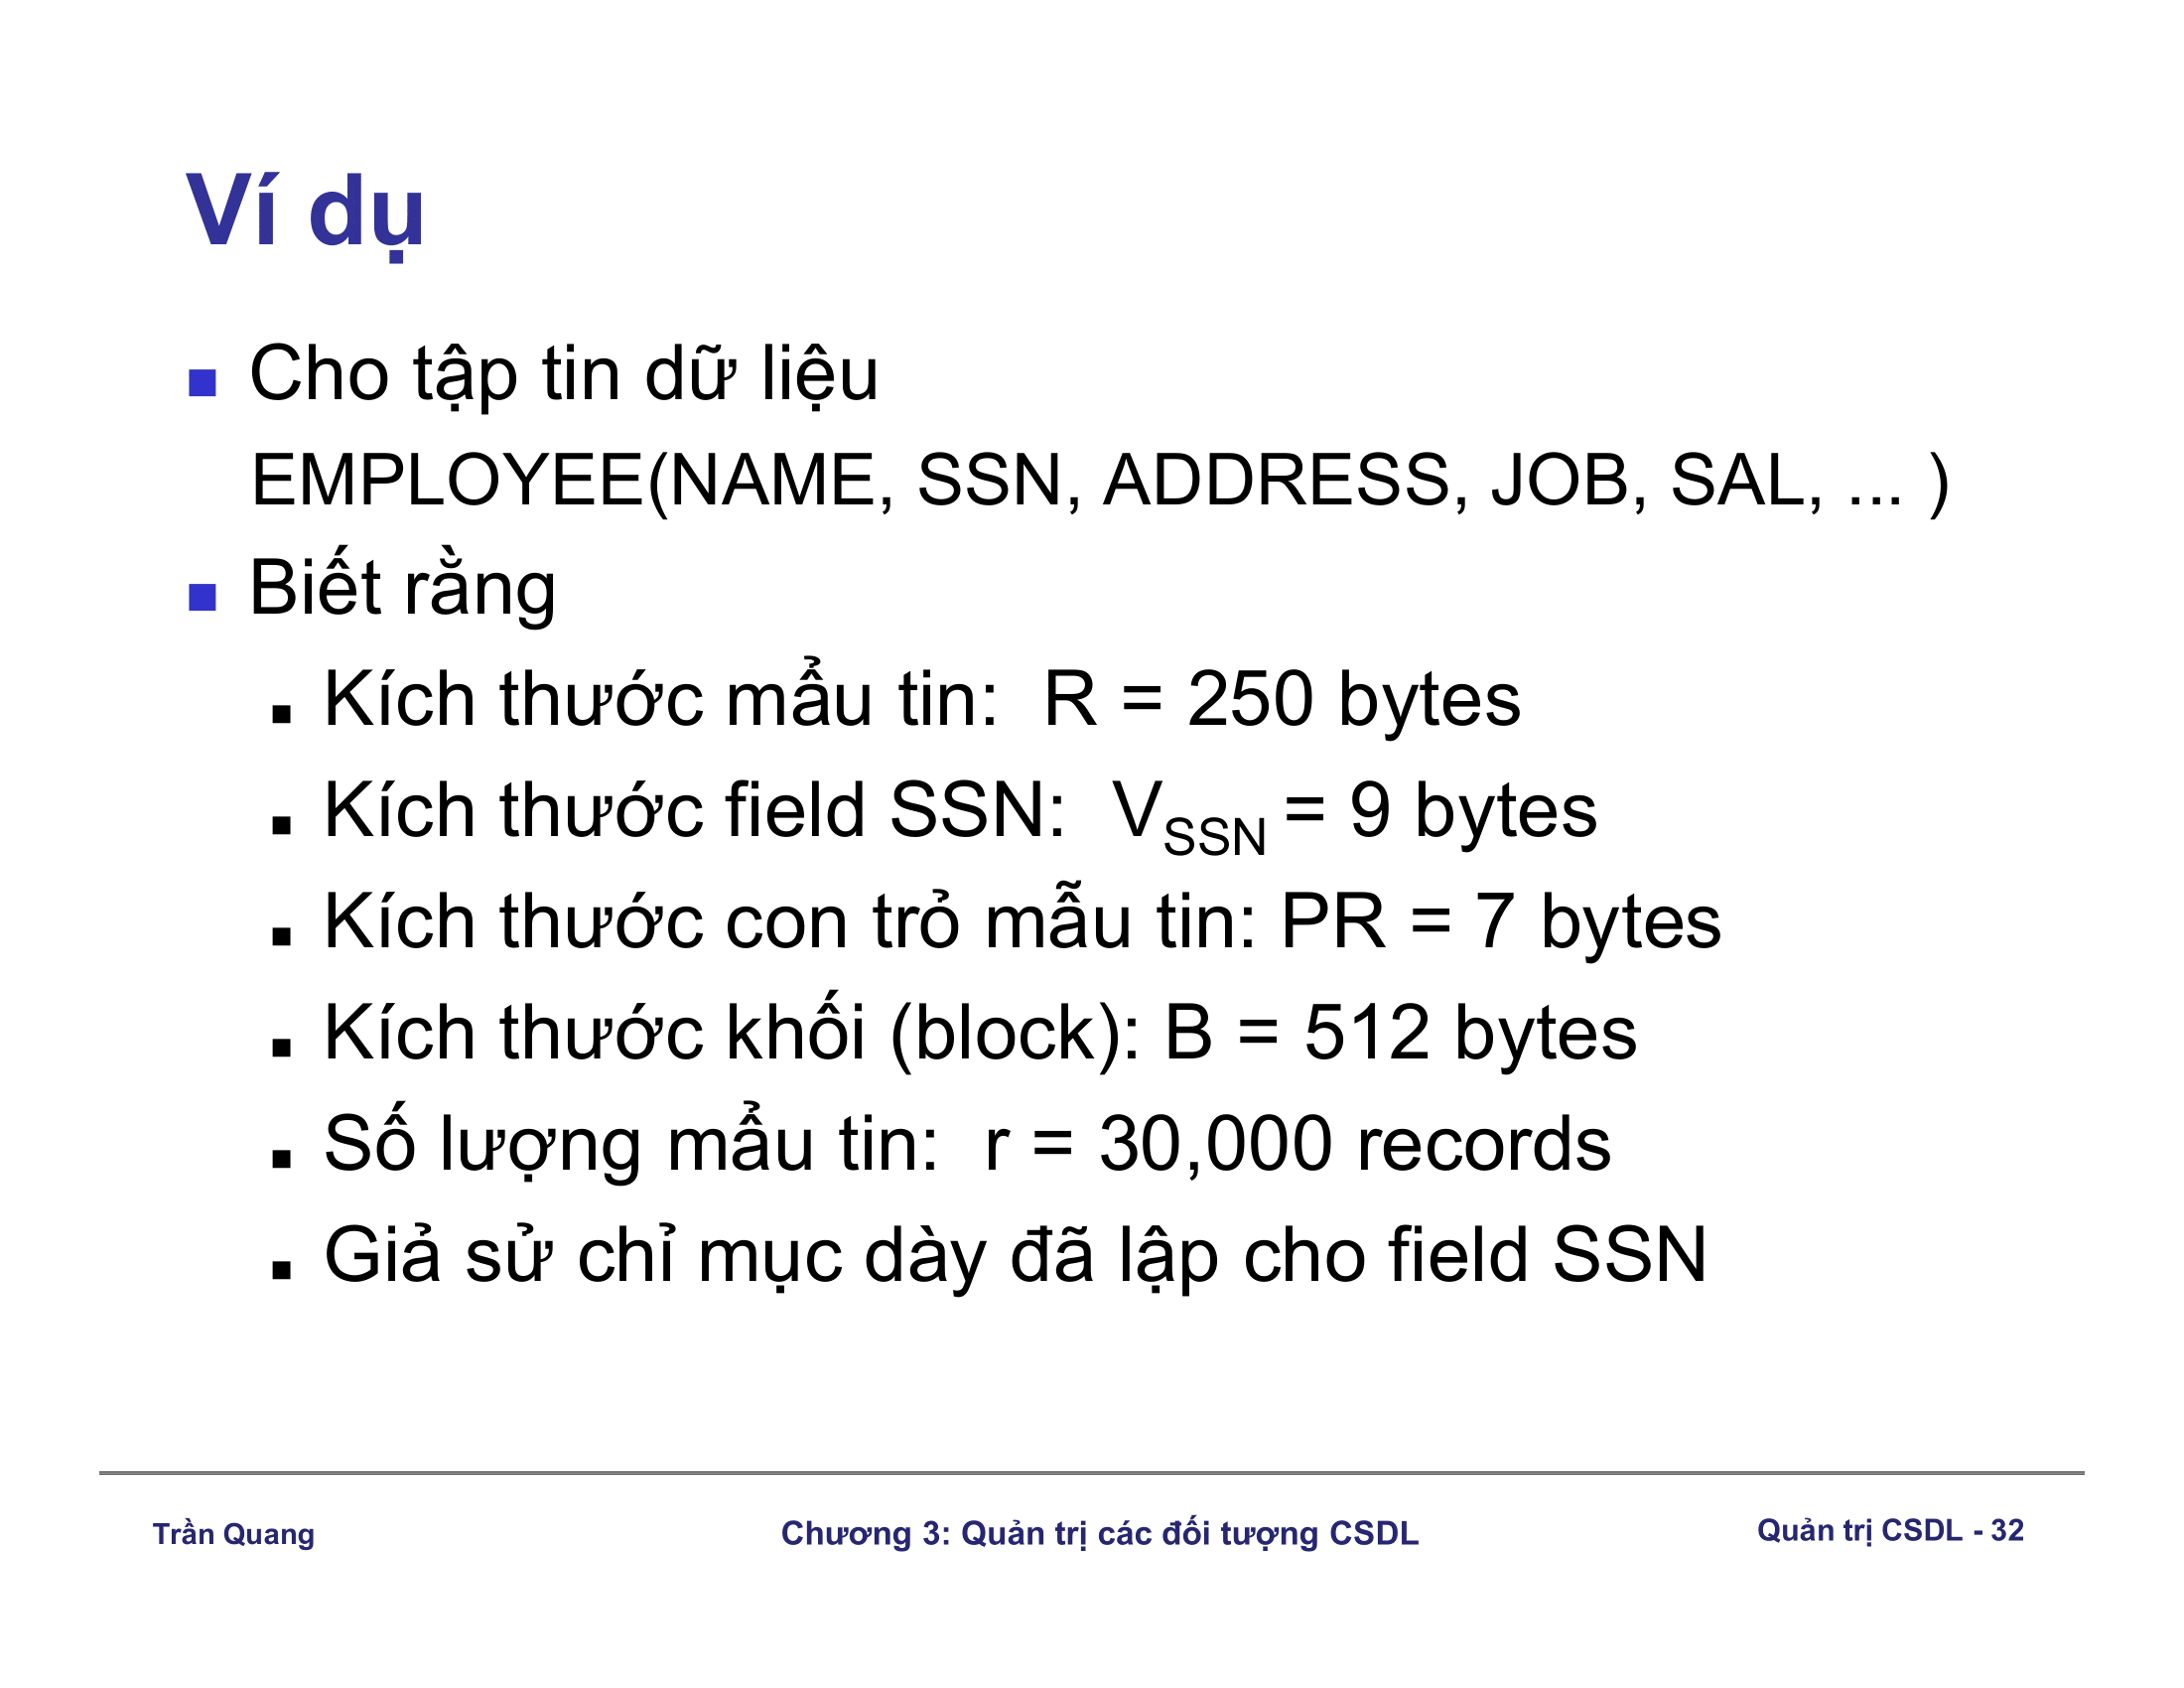 Ví dụ
Cho tập tin dữ liệu
EMPLOYEE(NAME, SSN, ADDRESS, JOB, SAL, ... )
Biết rằng
Kích thước mẩu tin: R = 250 bytes
Kích thước field SSN: VSSN = 9 bytes
Kích thước con trỏ mẫu tin: PR = 7 bytes
Kích thước khối (block): B = 512 bytes
Số lượng mẩu tin: r = 30,000 records
Giả sử chỉ mục dày đã lập cho field SSN
Trần Quang
Chương 3: Quản trị các đối tượng CSDL
Quản trị CSDL - 32